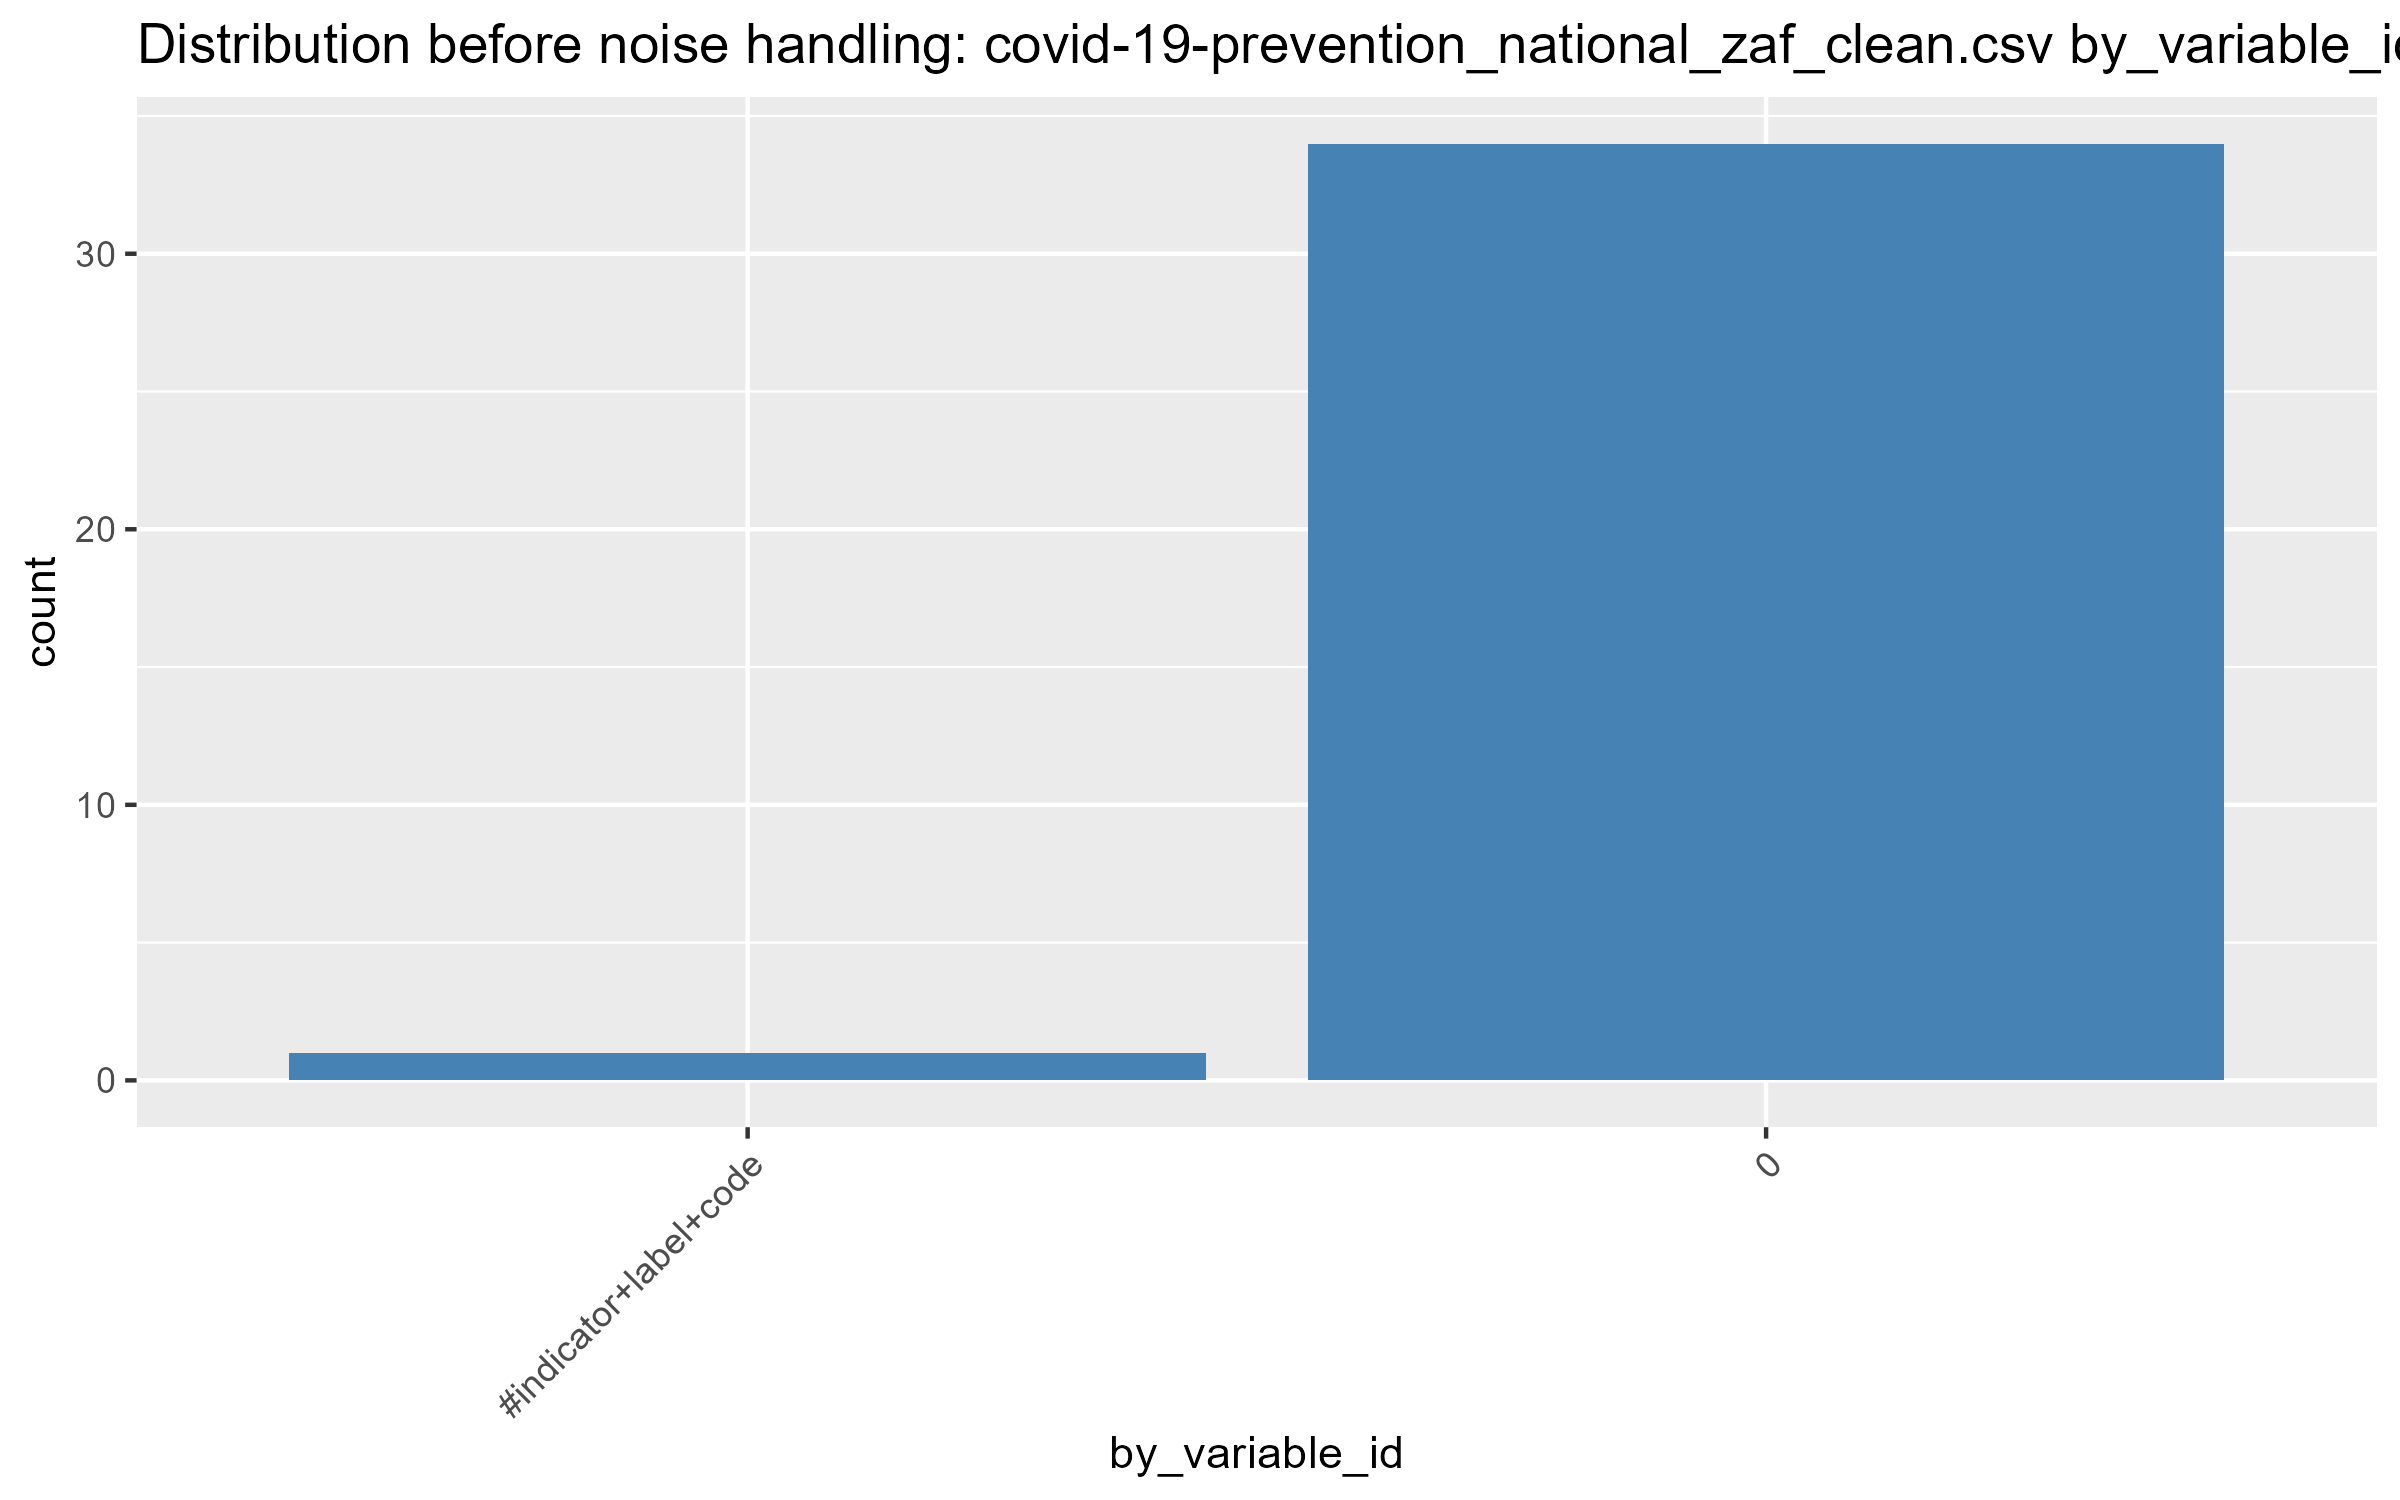 Distribution before noise handling: covid-19-prevention_national_zaf_clean.csv by_variable_i
30
20
10
0
count
#indicator+label+code
0
by_variable_id